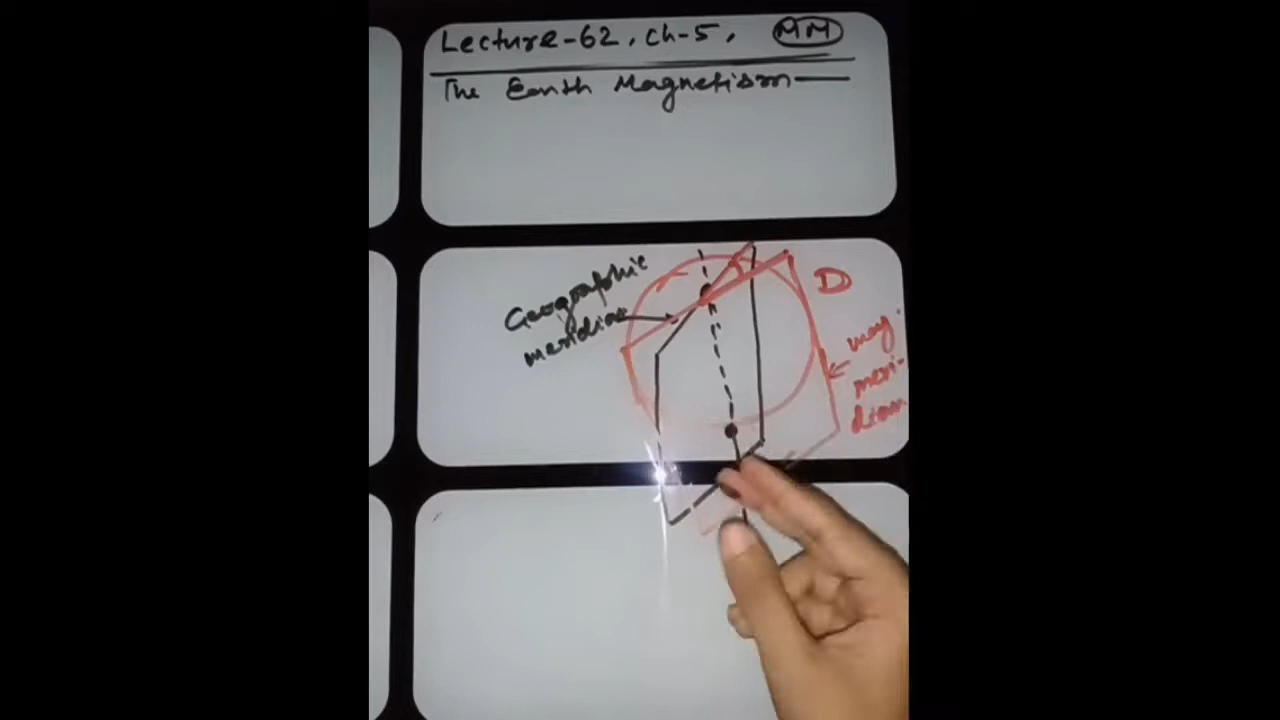 Lecture-62, Ch-5, MM
The Earth Magnetism
Geographic
meridian
D
mag.
meri-
dian